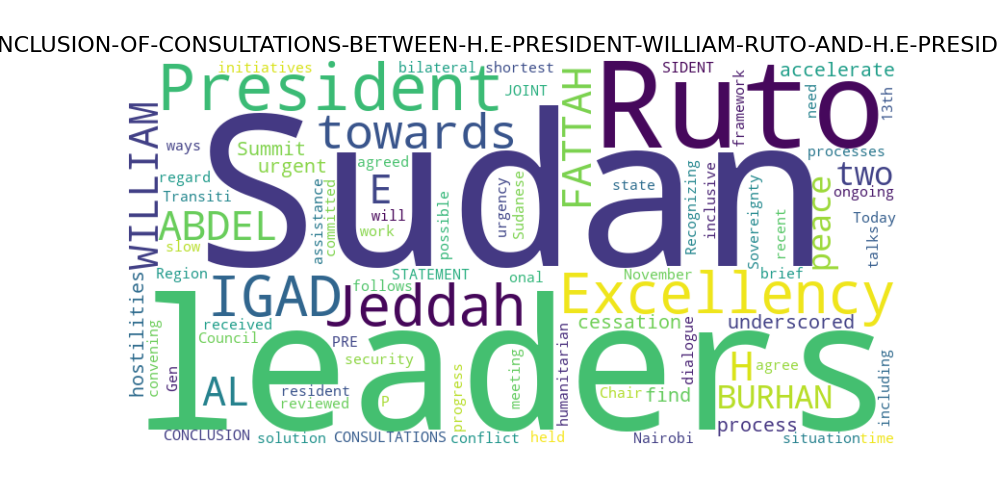 NCLUSION-OF-CONSULTATIONS-BETWEEN-H.E-PRESIDENT-WILLIAM-RUTO-AND-H.E-PRESID
initiatives
bilateral
shortest
SIDENT
accelerate
President
JOINT
FATTAH
Ruto
framework
need
13th
WILLIAM
ways
Summit
towards
urgent
agreed
processes
regard
Transiti
E
two
ongoing
state
Sudan
assistance
committed
will
work
possible
urgency
Sudanese
Recognizing
inclusive
Sovereignty
recent
peace
Today
talks
ABDEL
slow
Region
STATEMENT
onal
November
brief
hostilities
IGAD
follows
Jeddah
Excellency
received
Council
cessation
underscored
convening
Gen
PRE
security
leaders
humanitarian
dialogue
H
agree
including
AL
resident
reviewed
P
progress
meeting
Chair
find
BURHAN
process
CONCLUSION
solution
CONSULTATIONS
conflict
held
Nairobi
situation
time